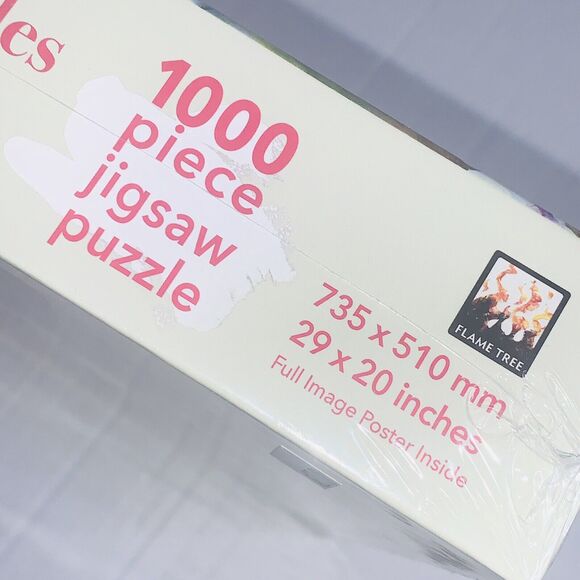 les
1000
piece
jigsaw
puzzle
735 x 510 mm
29 x 20 inches
Full Image Poster Inside
FLAME TREE